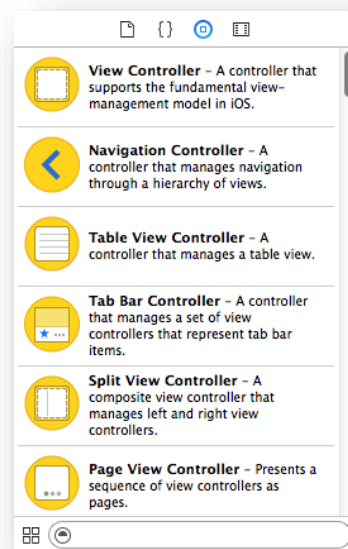 {}
View Controller – A controller that
supports the fundamental view-
management model in iOS.
Navigation Controller – A
controller that manages navigation
through a hierarchy of views.
Table View Controller – A
controller that manages a table view.
Tab Bar Controller – A controller
that manages a set of view
controllers that represent tab bar
items.
Split View Controller – A
composite view controller that
manages left and right view
controllers.
Page View Controller – Presents a
sequence of view controllers as
pages.